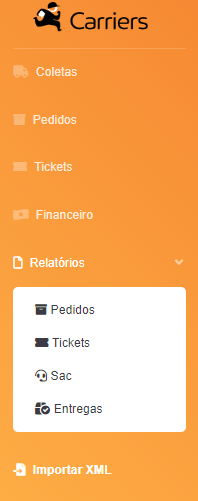 Carriers
Coletas
Pedidos
Tickets
Financeiro
Relatórios
Pedidos
Tickets
Sac
Entregas
Importar XML